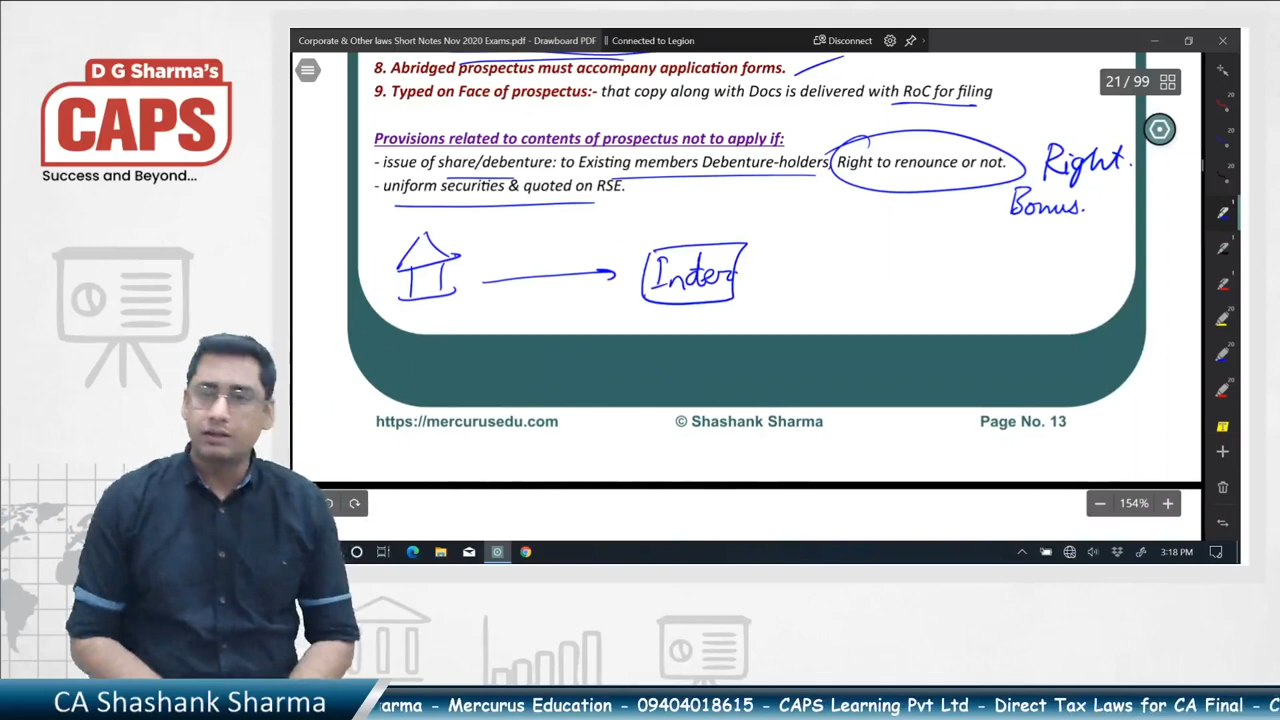 D G Sharma's
CAPS
Success and Beyond...
Corporate & Other laws Short Notes Nov 2020 Exams.pdf - Drawboard PDF
Connected to Legion
Disconnect
8. Abridged prospectus must accompany application forms.
9. Typed on Face of prospectus:- that copy along with Docs is delivered with RoC for filing
21 / 99
Provisions related to contents of prospectus not to apply if:
- issue of share/debenture: to Existing members Debenture-holders, Right to renounce or not.
- uniform securities & quoted on RSE.
Right.
Bonus.
https://mercurusedu.com
© Shashank Sharma
Page No. 13
154%
3:18 PM
CA Shashank Sharma
arma - Mercurus Education - 09404018615 - CAPS Learning Pvt Ltd - Direct Tax Laws for CA Final - C